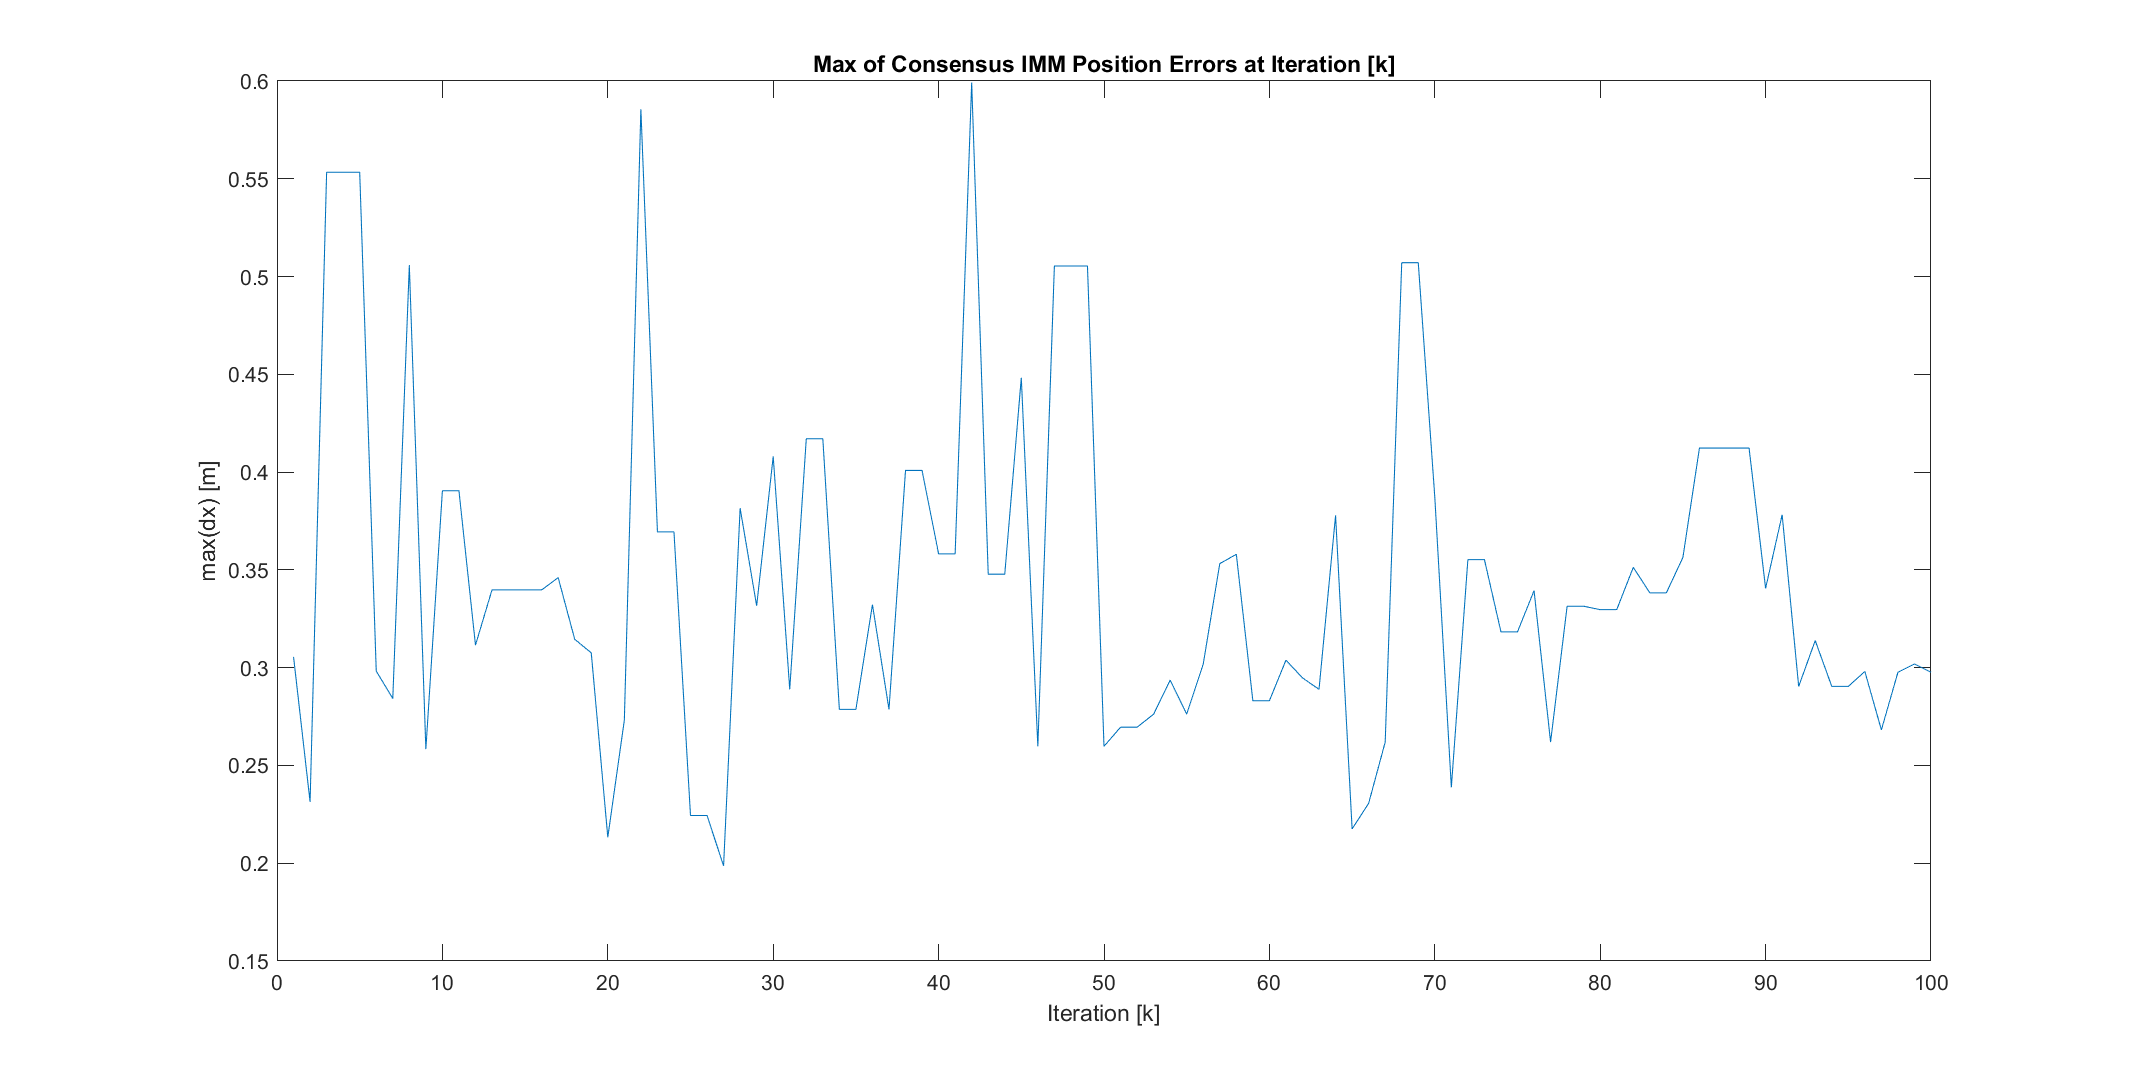 Max of Consensus IMM Position Errors at Iteration [k]
0.6
0.55
0.5
0.45
0.4
0.35
0.3
0.25
0.2
0.15
max(dx) [m]
0 10 20 30 40 50 60 70 80 90 100
Iteration [k]